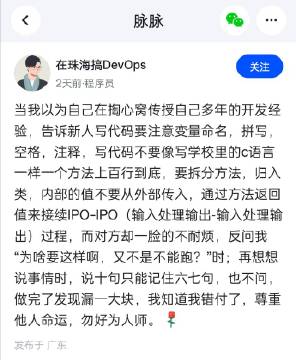 脉脉
在珠海搞DevOps
2天前·程序员
关注
当我以为自己在掏心窝传授自己多年的开发经
验，告诉新人写代码要注意变量命名，拼写，
空格，注释，写代码不要像写学校里的c语言
一样一个方法上百行到底，要拆分方法，归入
类，内部的值不要从外部传入，通过方法返回
值来接续IPO-IPO（输入处理输出-输入处理输
出）过程，而对方却一脸的不耐烦，反问我
“为啥要这样啊，又不是不能跑？”时；再想想
说事情时，说十句只能记住六七句，也不问，
做完了发现漏一大块，我知道我错付了，尊重
他人命运，勿好为人师。🌹
发布于 广东